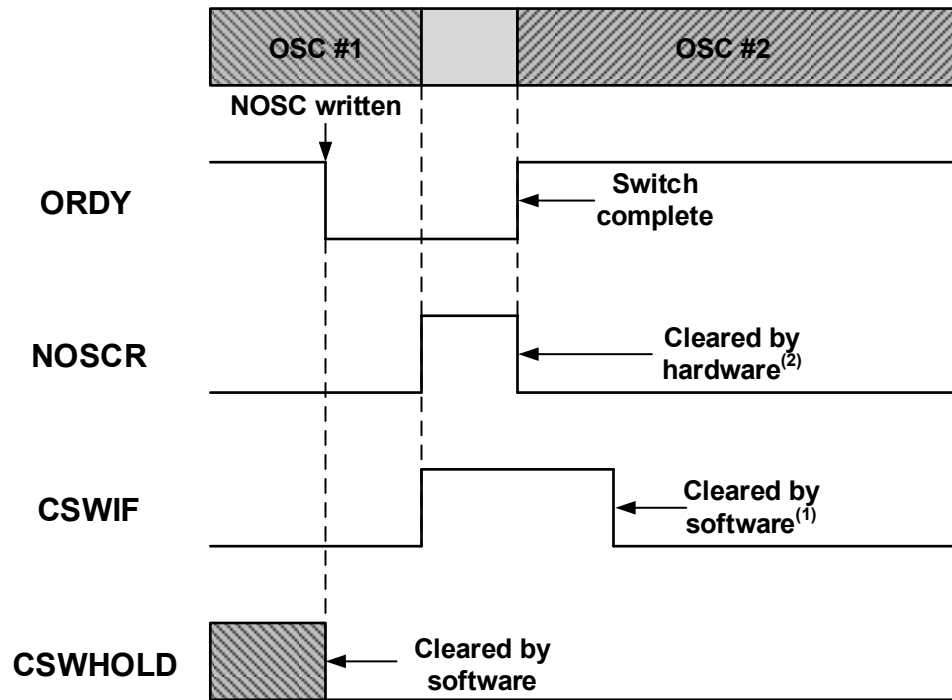 OSC #1
OSC #2
NOSC written
ORDY
Switch
complete
NOSCR
Cleared by
hardware(2)
CSWIF
Cleared by
software(1)
CSWHOLD
Cleared by
software